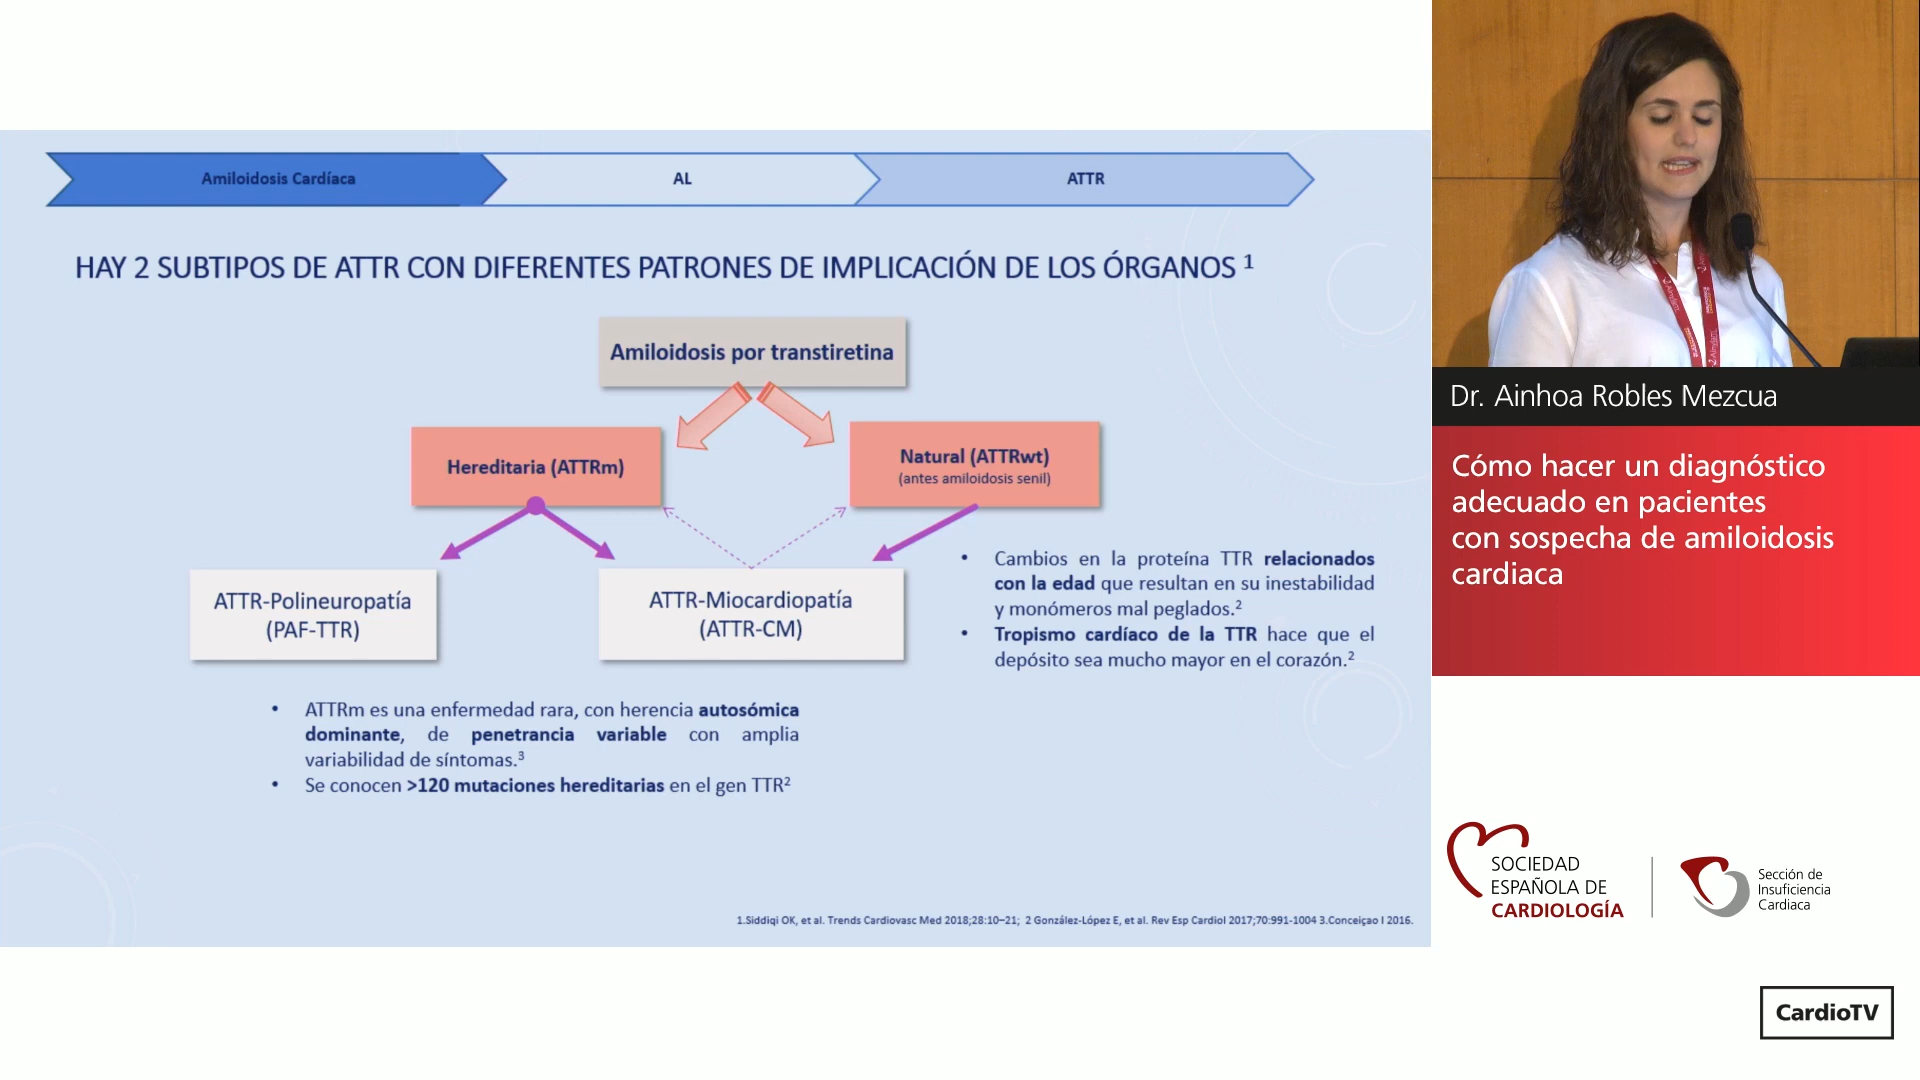 Amiloidosis Cardíaca
AL
ATTR
HAY 2 SUBTIPOS DE ATTR CON DIFERENTES PATRONES DE IMPLICACIÓN DE LOS ÓRGANOS 1
Amiloidosis por transtiretina
Hereditaria (ATTRm)
Natural (ATTRwt)
(antes amiloidosis senil)
ATTR-Polineuropatía
(PAF-TTR)
ATTR-Miocardiopatía
(ATTR-CM)
• Cambios en la proteína TTR relacionados
con la edad que resultan en su inestabilidad
y monómeros mal peglados.2
• Tropismo cardíaco de la TTR hace que el
depósito sea mucho mayor en el corazón.2
• ATTRm es una enfermedad rara, con herencia autosómica
dominante, de penetrancia variable con amplia
variabilidad de síntomas.3
• Se conocen >120 mutaciones hereditarias en el gen TTR2
1.Siddiqi OK, et al. Trends Cardiovasc Med 2018;28:10–21; 2 González-López E, et al. Rev Esp Cardiol 2017;70:991-1004 3.Conceiçao I 2016.
Dr. Ainhoa Robles Mezcua
Cómo hacer un diagnóstico
adecuado en pacientes
con sospecha de amiloidosis
cardiaca
SOCIEDAD
ESPAÑOLA DE
CARDIOLOGÍA
Sección de
Insuficiencia
Cardiaca
CardioTV